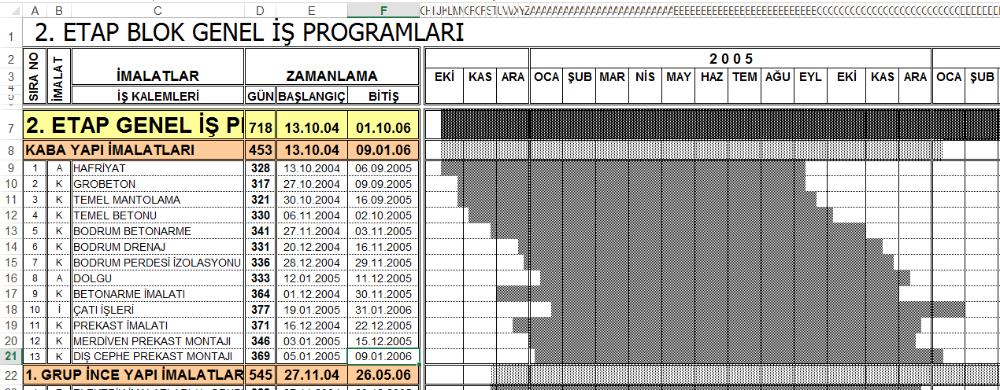 A B C D E F
1 2. ETAP BLOK GENEL İŞ PROGRAMLARI
2 2005
3 SIRA NO İMALAT İMALATLAR ZAMANLAMA EKİ KAS ARA OCA ŞUB MAR NİS MAY HAZ TEM AĞU EYL EKİ KAS ARA OCA ŞUB
4
5 İŞ KALEMLERİ GÜN BAŞLANGIÇ BİTİŞ
7 2. ETAP GENEL İŞ 718 13.10.04 01.10.06
8 KABA YAPI İMALATLARI 453 13.10.04 09.01.06
9 1 A HAFRİYAT 328 13.10.2004 06.09.2005
10 2 K GROBETON 317 27.10.2004 09.09.2005
11 3 K TEMEL MANTOLAMA 321 30.10.2004 16.09.2005
12 4 K TEMEL BETONU 330 06.11.2004 02.10.2005
13 5 K BODRUM BETONARME 341 27.11.2004 03.11.2005
14 6 K BODRUM DRENAJ 331 20.12.2004 16.11.2005
15 7 K BODRUM PERDESİ İZOLASYONU 336 28.12.2004 29.11.2005
16 8 A DOLGU 333 12.01.2005 11.12.2005
17 9 K BETONARME İMALATI 364 01.12.2004 30.11.2005
18 10 İ ÇATI İŞLERİ 377 19.01.2005 31.01.2006
19 11 K PREKAST İMALATI 371 16.12.2004 22.12.2005
20 12 K MERDİVEN PREKAST MONTAJI 346 03.01.2005 15.12.2005
21 13 K DIŞ CEPHE PREKAST MONTAJI 369 05.01.2005 09.01.2006
22 1. GRUP İNCE YAPI İMALATLAR 545 27.11.04 26.05.06